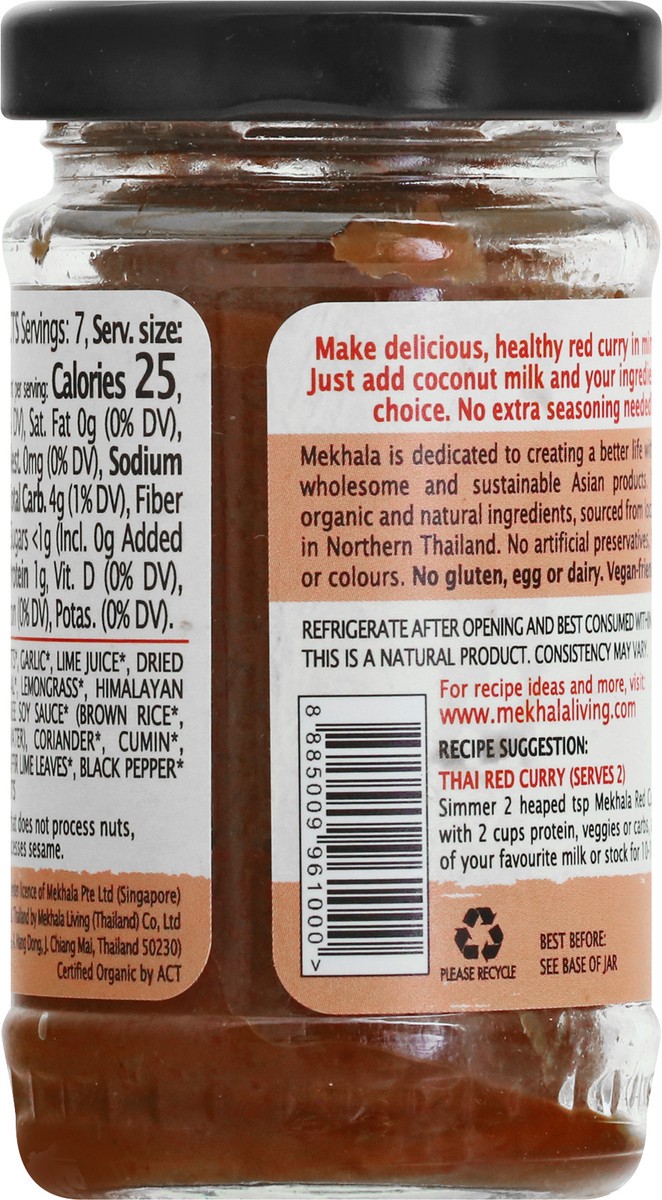 Servings: 7, Serv. size:
per serving: Calories 25,
DV), Sat. Fat 0g (0% DV),
0mg (0% DV), Sodium
Carb. 4g (1% DV), Fiber
<1g (Incl. 0g Added
1g, Vit. D (0% DV),
(0% DV), Potas. (0% DV).
GARLIC*, LIME JUICE*, DRIED
LEMONGRASS*, HIMALAYAN
SOY SAUCE* (BROWN RICE*,
CORIANDER*, CUMIN*,
LIME LEAVES*, BLACK PEPPER*
does not process nuts,
sesame.
licence of Mekhala Pte Ltd (Singapore)
by Mekhala Living (Thailand) Co, Ltd
Dong, J. Chiang Mai, Thailand 50230)
Certified Organic by ACT
Make delicious, healthy red curry in
Just add coconut milk and your
choice. No extra seasoning needed
Mekhala is dedicated to creating a better life
wholesome and sustainable Asian products.
organic and natural ingredients, sourced from
in Northern Thailand. No artificial preservatives,
or colours. No gluten, egg or dairy.
REFRIGERATE AFTER OPENING AND BEST CONSUMED
THIS IS A NATURAL PRODUCT. CONSISTENCY MAY VARY.
For recipe ideas and more, visit:
www.mekhalaliving.com
RECIPE SUGGESTION:
THAI RED CURRY (SERVES 2)
Simmer 2 heaped tsp Mekhala Red
with 2 cups protein, veggies or carbs,
of your favourite milk or stock for
8 885009 961000 >
PLEASE RECYCLE
BEST BEFORE:
SEE BASE OF JAR